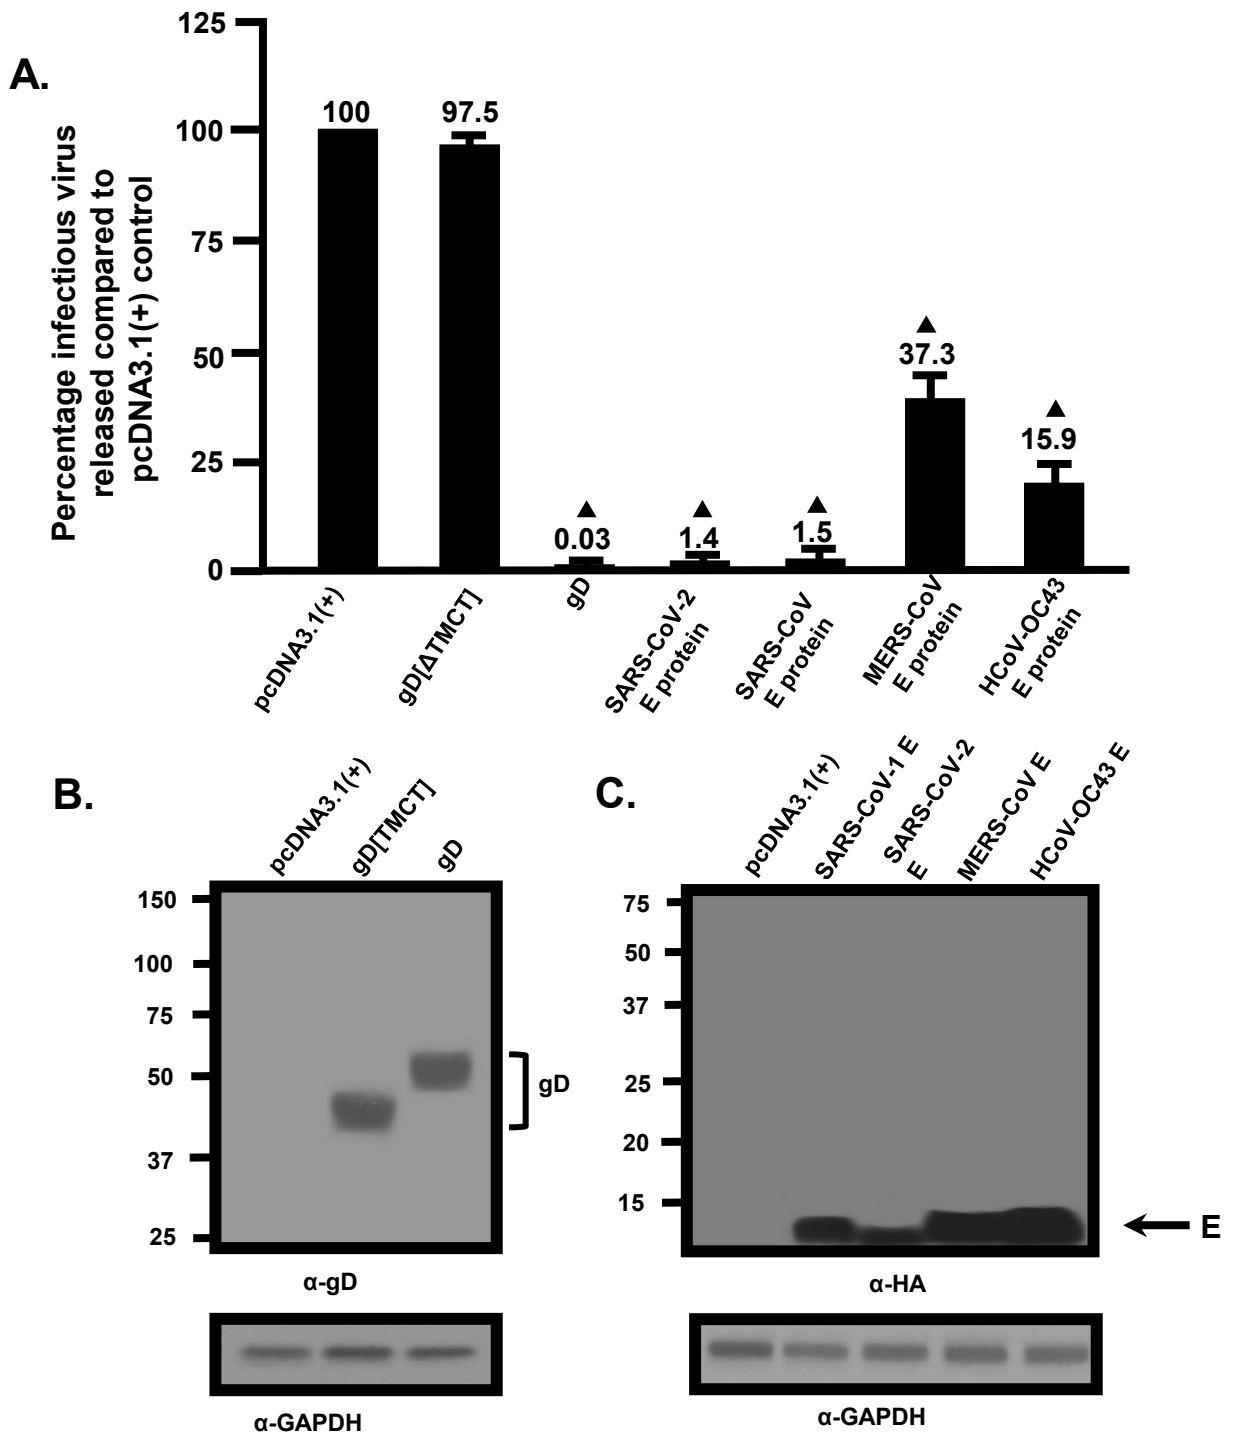 A.
Percentage infectious virus
released compared to
pcDNA3.1(+) control
125
100
75
50
25
0
100
97.5
0.03
1.4
1.5
37.3
15.9
pcDNA3.1(+)
gD[ΔTMCT]
gD
SARS-CoV-2
E protein
SARS-CoV
E protein
MERS-CoV
E protein
HCoV-OC43
E protein
B.
pcDNA3.1(+)
gD[TMCT]
gD
150
100
75
50
37
25
gD
α-gD
α-GAPDH
C.
pcDNA3.1(+)
SARS-CoV-1 E
SARS-CoV-2
E
MERS-CoV E
HCoV-OC43 E
75
50
37
25
20
15
E
α-HA
α-GAPDH